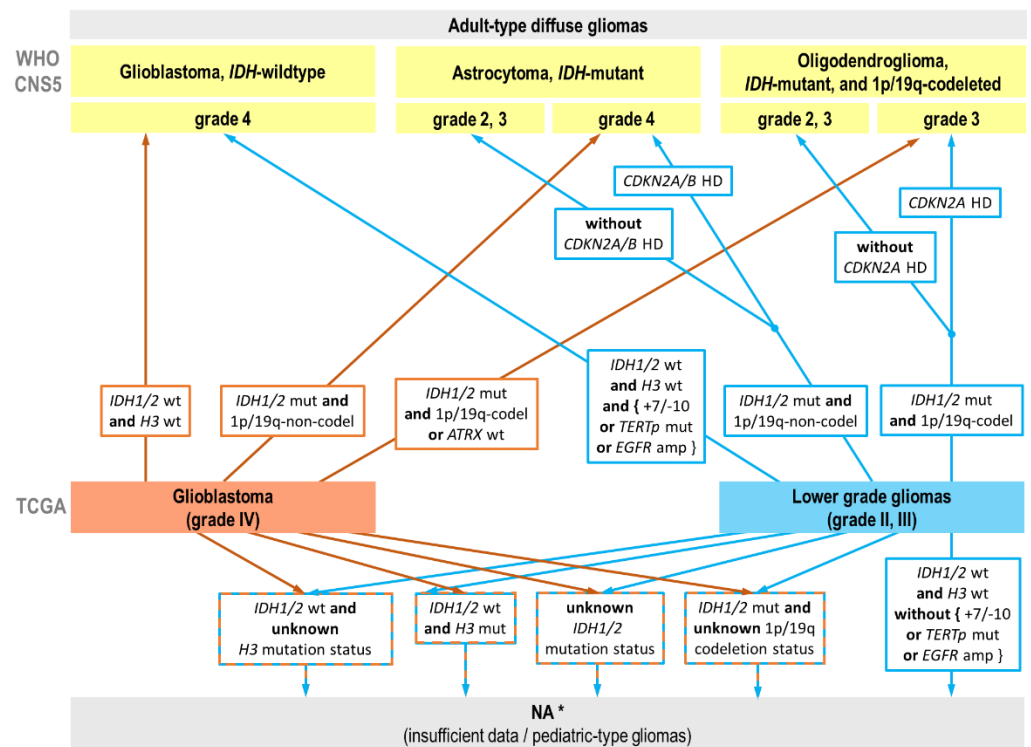 Adult-type diffuse gliomas
WHO
CNS5
Glioblastoma, IDH-wildtype
Astrocytoma, IDH-mutant
Oligodendroglioma,
IDH-mutant, and 1p/19q-codeleted
grade 4
grade 2, 3
grade 4
grade 2, 3
grade 3
CDKN2A/B HD
CDKN2A HD
without
CDKN2A/B HD
without
CDKN2A HD
IDH1/2 wt
and H3 wt
IDH1/2 mut and
1p/19q-non-codel
IDH1/2 mut
and 1p/19q-codel
or ATRX wt
IDH1/2 wt
and H3 wt
and { +7/-10
or TERTp mut
or EGFR amp }
IDH1/2 mut and
1p/19q-non-codel
IDH1/2 mut
and 1p/19q-codel
TCGA
Glioblastoma
(grade IV)
Lower grade gliomas
(grade II, III)
IDH1/2 wt and
unknown
H3 mutation status
IDH1/2 wt
and H3 mut
unknown
IDH1/2
mutation status
IDH1/2 mut and
unknown 1p/19q
codeletion status
IDH1/2 wt
and H3 wt
without { +7/-10
or TERTp mut
or EGFR amp }
NA *
(insufficient data / pediatric-type gliomas)